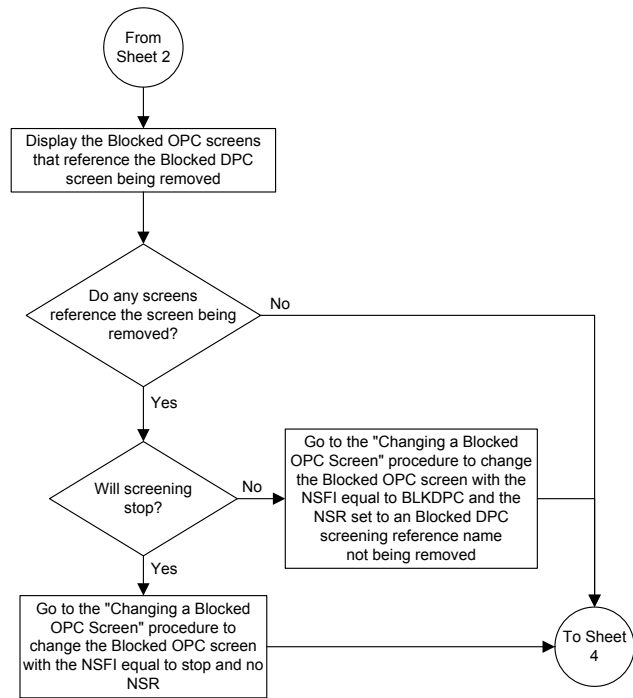 From
Sheet 2
Display the Blocked OPC screens
that reference the Blocked DPC
screen being removed
Do any screens
reference the screen being
removed?
No
Yes
Will screening
stop?
No
Go to the "Changing a Blocked
OPC Screen" procedure to change
the Blocked OPC screen with the
NSFI equal to BLKDPC and the
NSR set to an Blocked DPC
screening reference name
not being removed
Yes
Go to the "Changing a Blocked
OPC Screen" procedure to
change the Blocked OPC screen
with the NSFI equal to stop and no
NSR
To Sheet
4